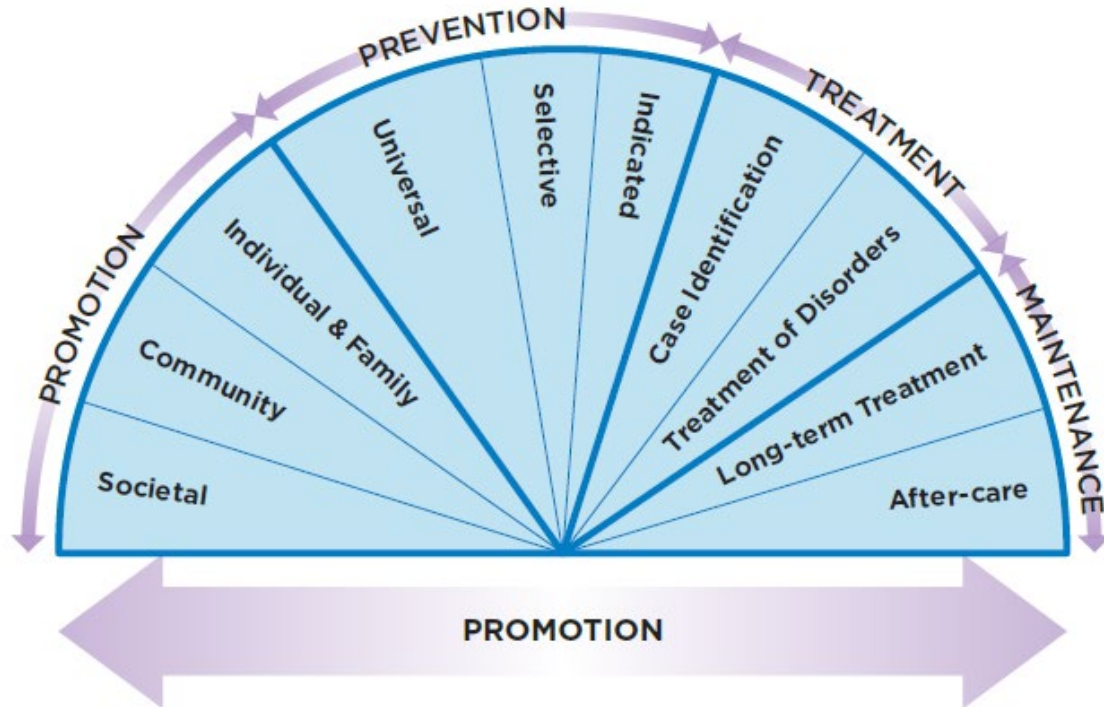 PROMOTION
PREVENTION
TREATMENT
MAINTENANCE
Societal
Community
Individual & Family
Universal
Selective
Indicated
Case Identification
Treatment of Disorders
Long-term Treatment
After-care
PROMOTION